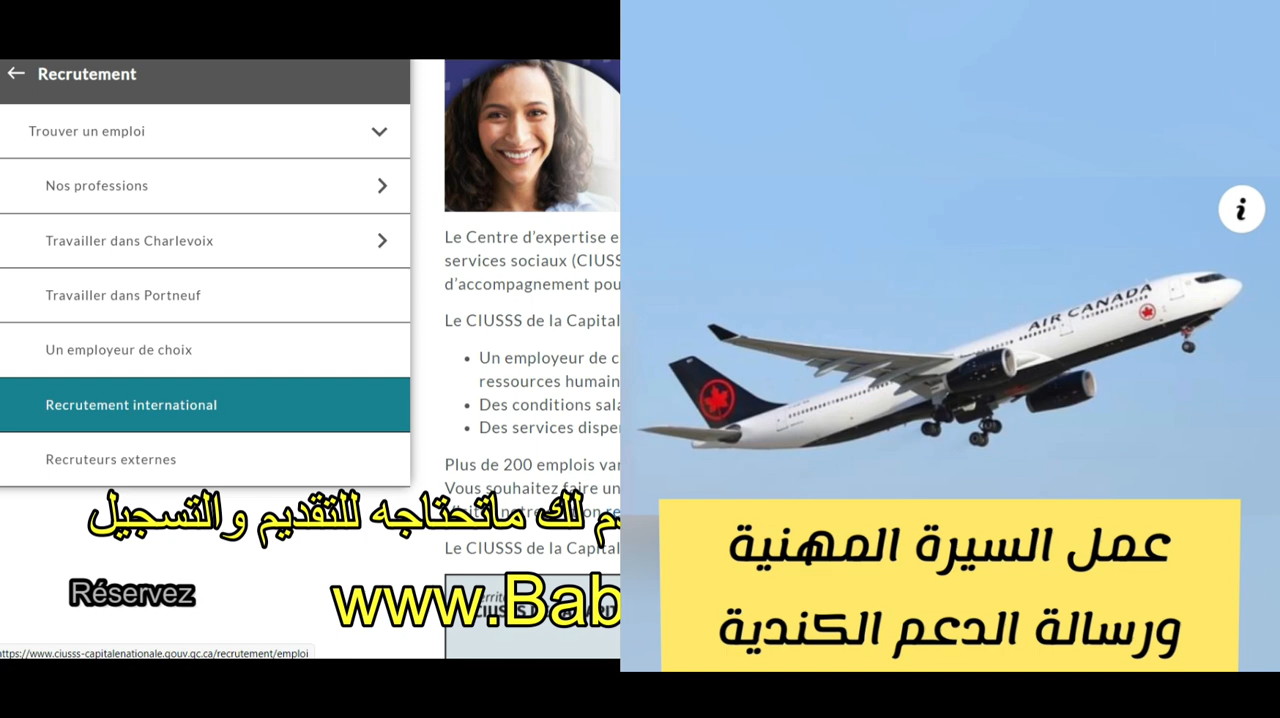 Recrutement
Trouver un emploi
Nos professions
Travailler dans Charlevoix
Travailler dans Portneuf
Un employeur de choix
Recrutement international
Recruteurs externes
Le Centre d'expertise e
services sociaux (CIUSS
d'accompagnement pou
Le CIUSSS de la Capital
Un employeur de c
ressources humain
Des conditions sala
Des services dispe
Plus de 200 emplois var
Vous souhaitez faire un
لك ماتحتاجه للتقديم والتسجيل
Le CIUSSS de la Capital
Réservez
www.Bab
https://www.ciusss-capitalenationale.gouv.qc.ca/recrutement/emploi
i
AIR CANADA
عمل السيرة المهنية
ورسالة الدعم الكندية